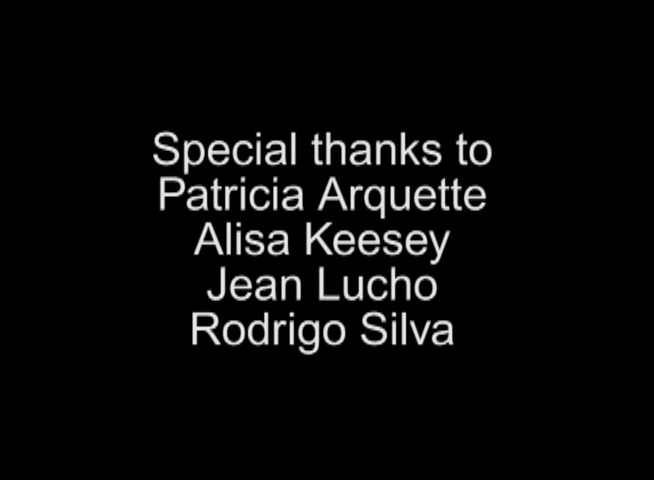 Special thanks to
Patricia Arquette
Alisa Keesey
Jean Lucho
Rodrigo Silva